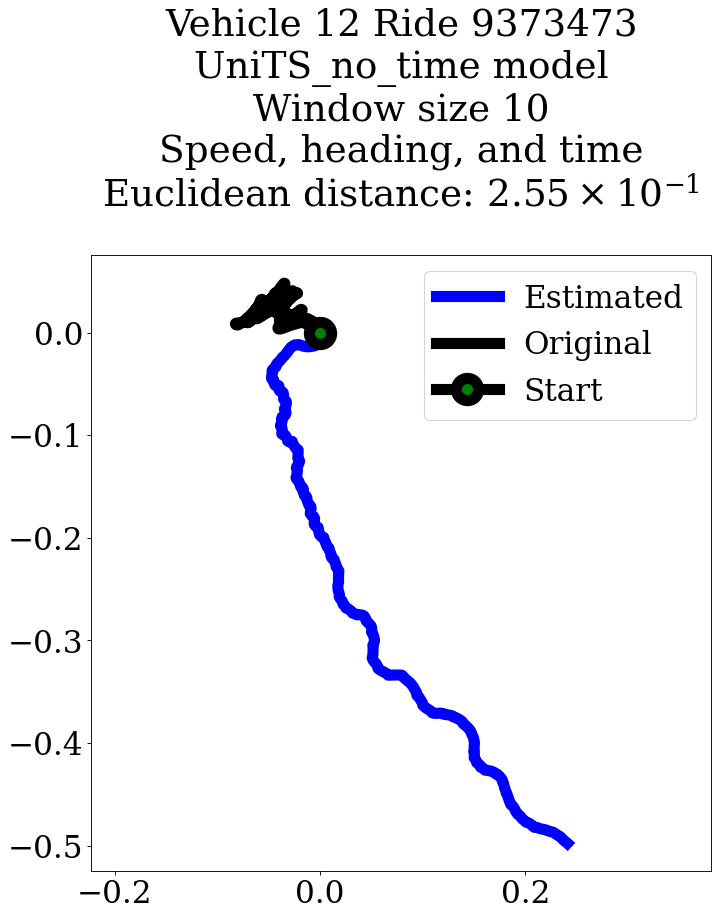 Vehicle 12 Ride 9373473
UniTS_no_time model
Window size 10
Speed, heading, and time
Euclidean distance: 2.55 × 10⁻¹
Estimated
Original
Start
0.0
−0.1
−0.2
−0.3
−0.4
−0.5
−0.2
0.0
0.2